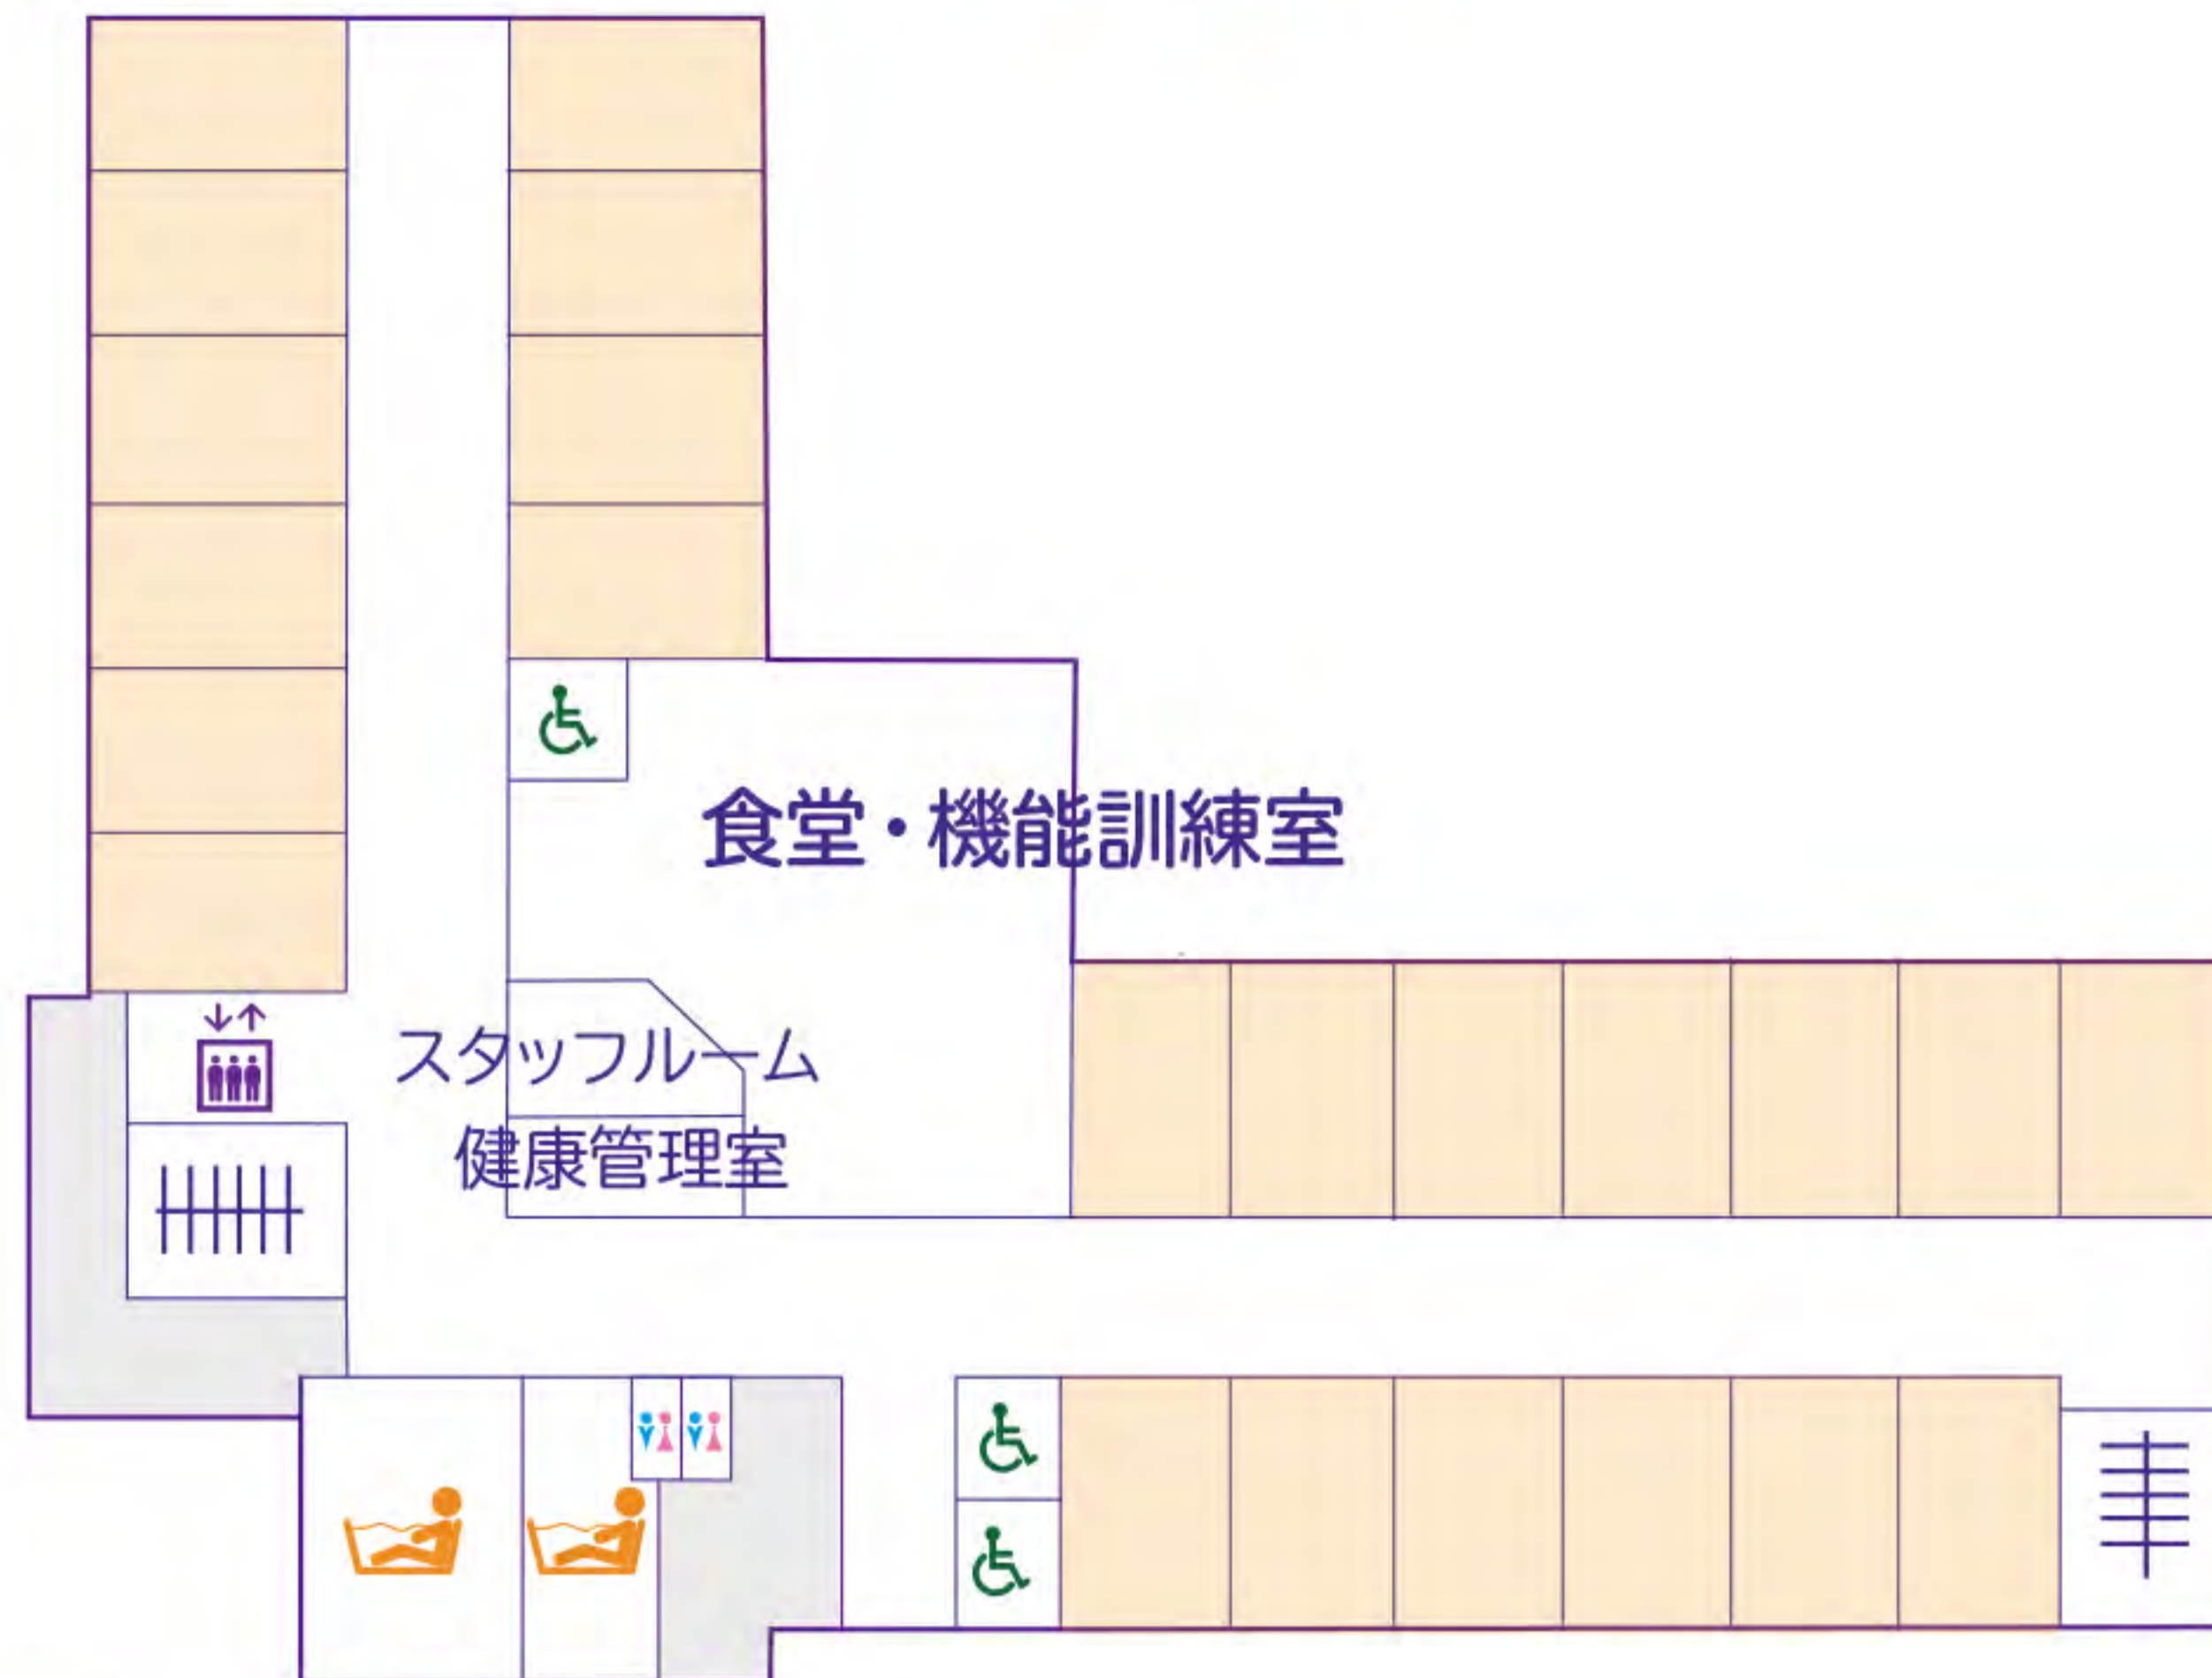 食堂・機能訓練室
スタッフルーム
健康管理室